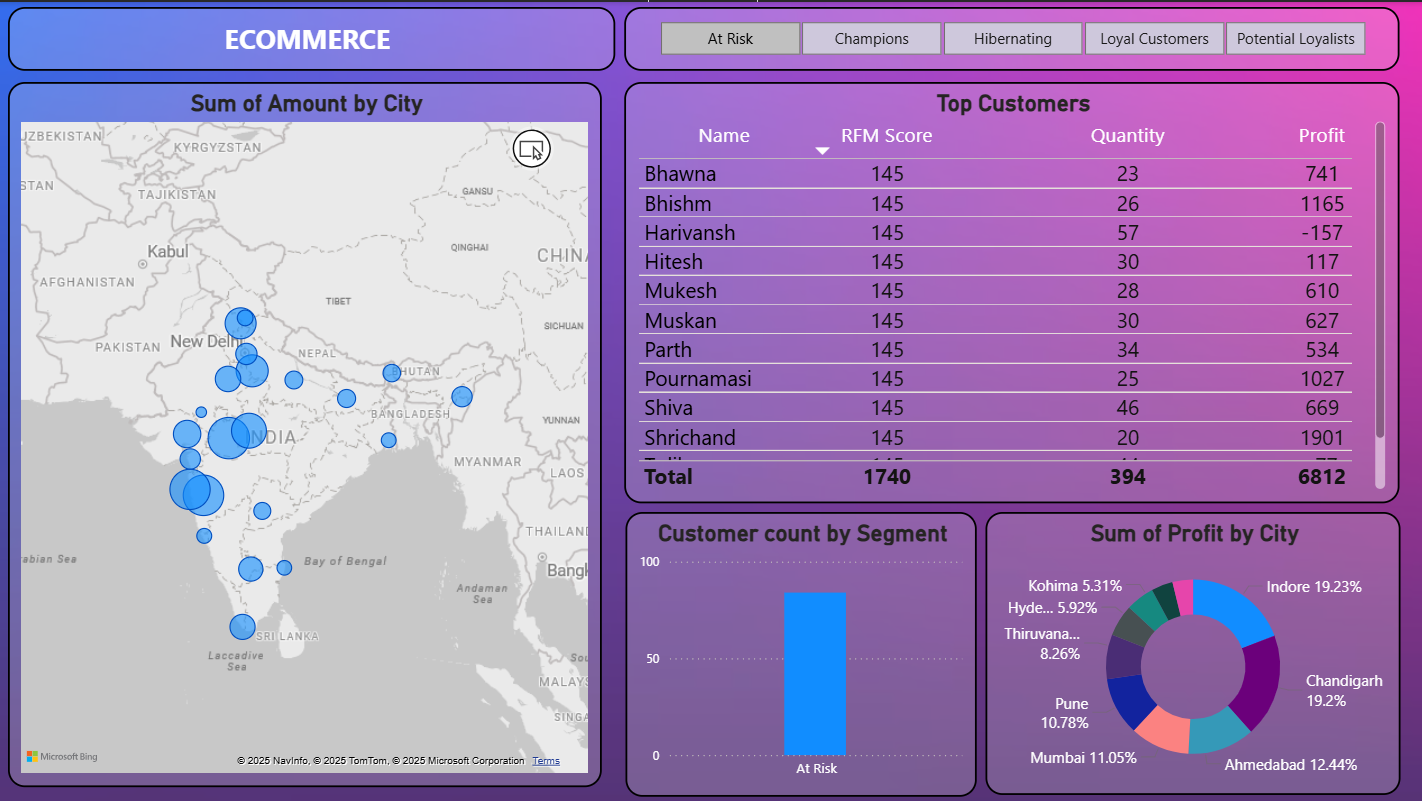 ECOMMERCE
At Risk Champions Hibernating Loyal Customers Potential Loyalists
Sum of Amount by City
UZBEKISTAN
KYRGYZSTAN
STAN
TAJIKISTAN
GANSU
Kabul
QINGHAI
CHINA
AFGHANISTAN
TIBET
SICHUAN
PAKISTAN
New Delhi
NEPAL
BHUTAN
BANGLADESH
YUNNAN
INDIA
MYANMAR
LAOS
THAILAND
abian Sea
Bay of Bengal
Bangk
Andaman
Sea
SRI LANKA
Laccadive
Sea
Sou
MALAYS
SINGA
Microsoft Bing
© 2025 NavInfo, © 2025 TomTom, © 2025 Microsoft Corporation Terms
Top Customers
Name RFM Score Quantity Profit
Bhawna 145 23 741
Bhishm 145 26 1165
Harivansh 145 57 -157
Hitesh 145 30 117
Mukesh 145 28 610
Muskan 145 30 627
Parth 145 34 534
Pournamasi 145 25 1027
Shiva 145 46 669
Shrichand 145 20 1901
Total 1740 394 6812
Customer count by Segment
100
50
0
At Risk
Sum of Profit by City
Kohima 5.31%
Hyde... 5.92%
Thiruvana...
8.26%
Pune
10.78%
Mumbai 11.05%
Indore 19.23%
Chandigarh
19.2%
Ahmedabad 12.44%